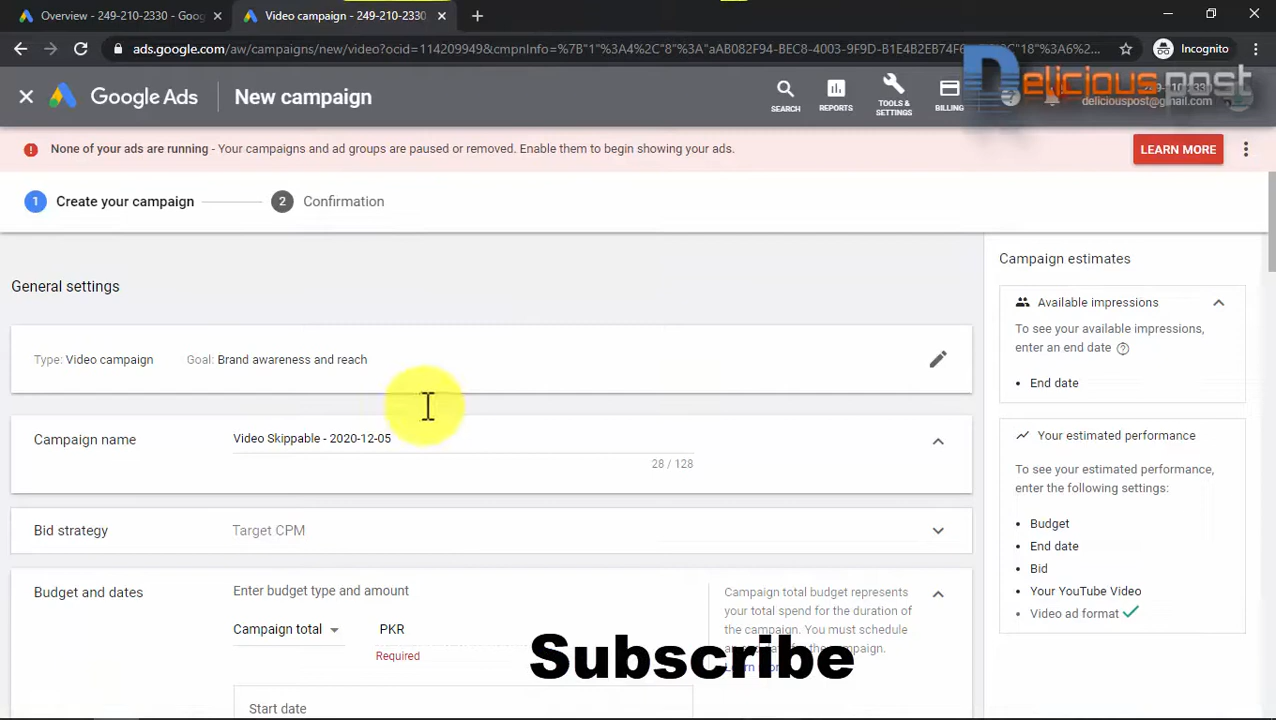 Overview - 249-210-2330 - Goog
Video campaign - 249-210-2330
ads.google.com/aw/campaigns/new/video?ocid=114209949&cmpnInfo=%7B"1"%3A4%2C"8"%3A"aAB082F94-BEC8-4003-9F9D-B1E4B2EB74F6
Incognito
Google Ads
New campaign
SEARCH
REPORTS
TOOLS & SETTINGS
BILLING
Delicious post
deliciouspost@gmail.com
None of your ads are running - Your campaigns and ad groups are paused or removed. Enable them to begin showing your ads.
LEARN MORE
1 Create your campaign
2 Confirmation
General settings
Type: Video campaign
Goal: Brand awareness and reach
Campaign name
Video Skippable - 2020-12-05
28 / 128
Bid strategy
Target CPM
Budget and dates
Enter budget type and amount
Campaign total
PKR
Required
Start date
Campaign total budget represents
your total spend for the duration of
the campaign. You must schedule
Subscribe
Campaign estimates
Available impressions
To see your available impressions,
enter an end date
End date
Your estimated performance
To see your estimated performance,
enter the following settings:
Budget
End date
Bid
Your YouTube Video
Video ad format